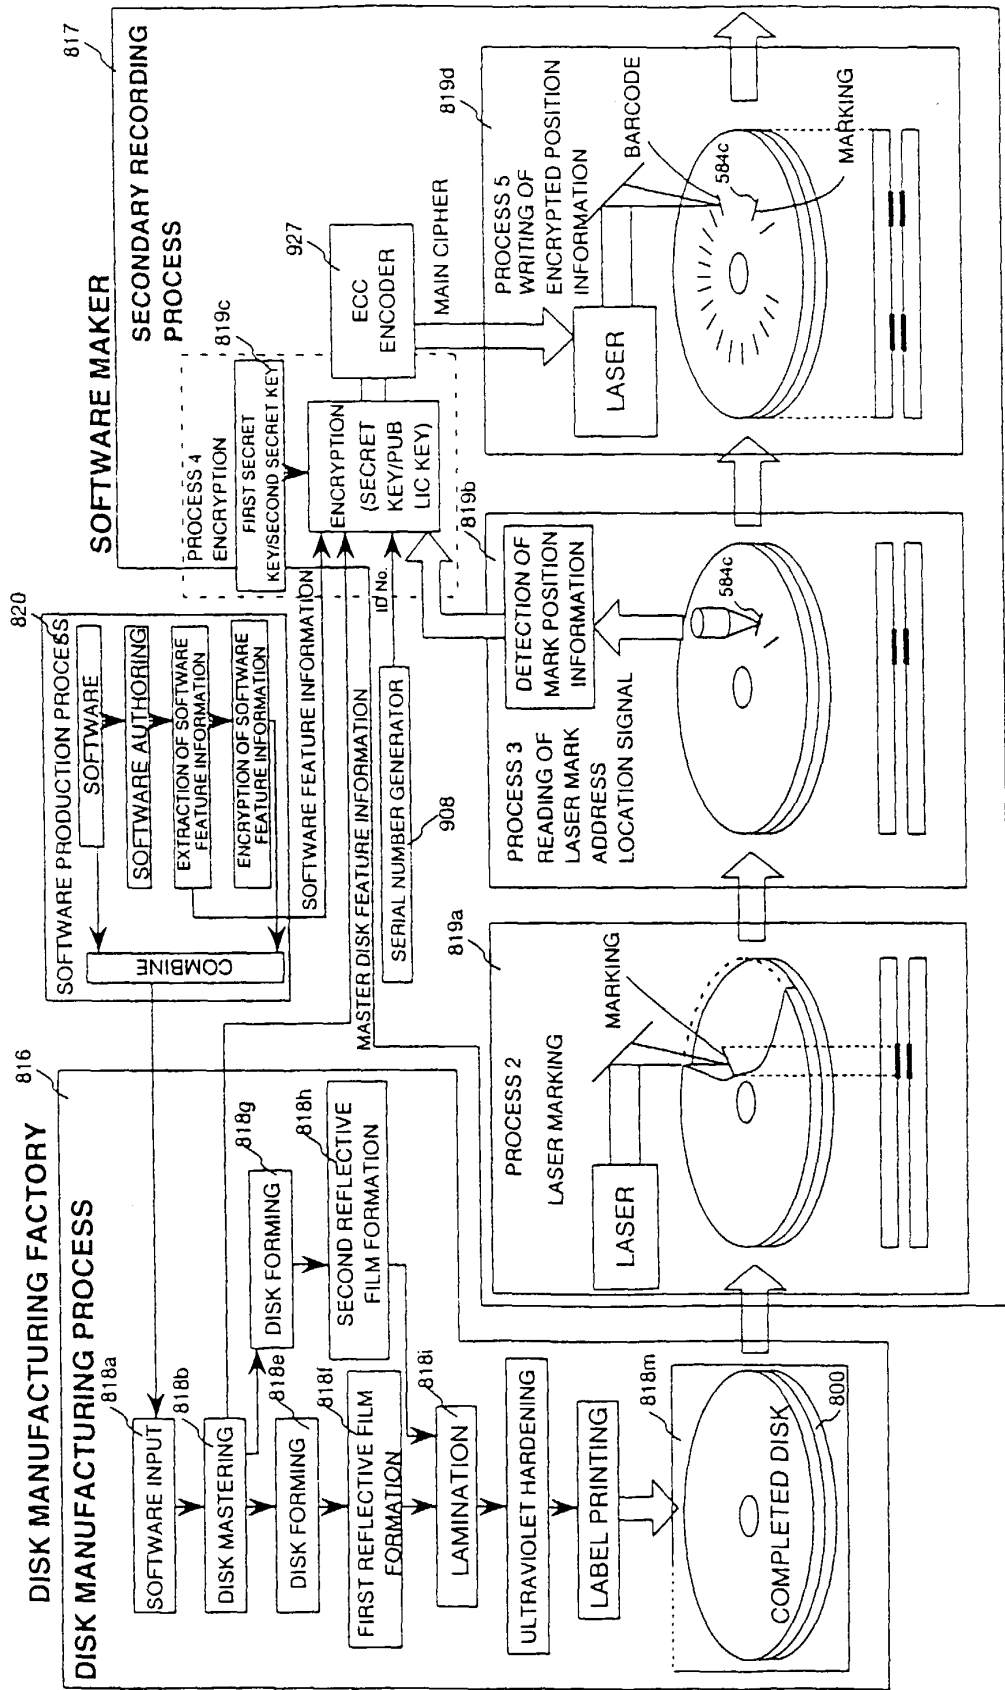 DISK MANUFACTURING FACTORY
816
DISK MANUFACTURING PROCESS
818a
SOFTWARE INPUT
818b
DISK MASTERING
818g
DISK FORMING
818e
DISK FORMING
818h
SECOND REFLECTIVE
FILM FORMATION
818f
FIRST REFLECTIVE FILM
FORMATION
818i
LAMINATION
ULTRAVIOLET HARDENING
LABEL PRINTING
818m
COMPLETED DISK
800
SOFTWARE PRODUCTION PROCESS
820
SOFTWARE
SOFTWARE AUTHORING
EXTRACTION OF SOFTWARE
FEATURE INFORMATION
ENCRYPTION OF SOFTWARE
FEATURE INFORMATION
COMBINE
SOFTWARE FEATURE INFORMATION
MASTER DISK FEATURE INFORMATION
SERIAL NUMBER GENERATOR
908
ID No.
SOFTWARE MAKER
817
SECONDARY RECORDING
PROCESS
PROCESS 4
ENCRYPTION
819c
FIRST SECRET
KEY/SECOND SECRET KEY
ENCRYPTION
(SECRET
KEY/PUB
LIC KEY)
927
ECC
ENCODER
MAIN CIPHER
819a
PROCESS 2
LASER MARKING
LASER
MARKING
819b
PROCESS 3
READING OF
LASER MARK
ADDRESS
LOCATION SIGNAL
DETECTION OF
MARK POSITION
INFORMATION
584c
819d
PROCESS 5
WRITING OF
ENCRYPTED POSITION
INFORMATION
LASER
BARCODE
584c
MARKING